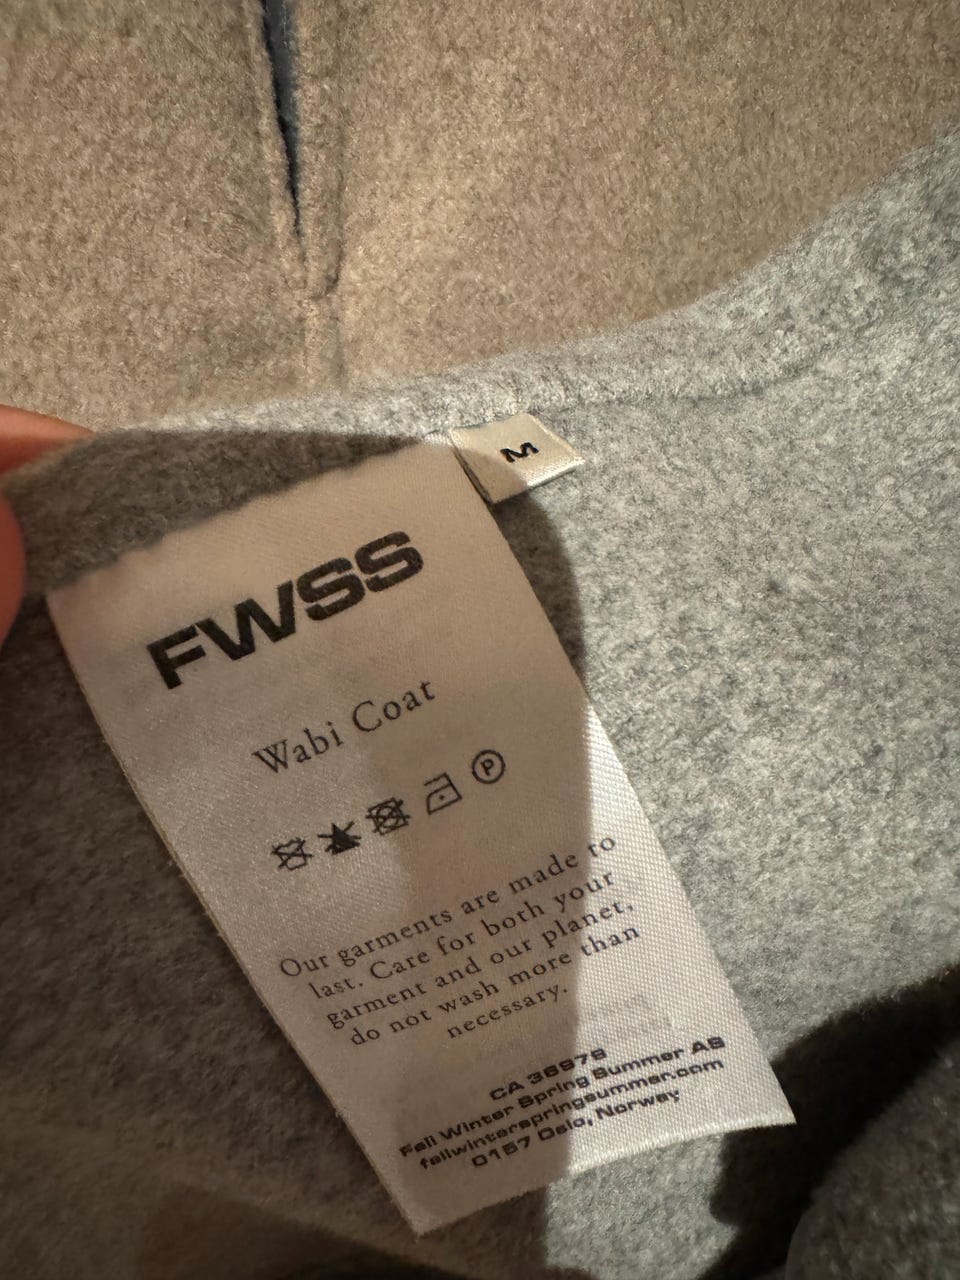 M
FWSS
Wabi Coat
P
Our garments are made to
last. Care for both your
garment and our planet,
do not wash more than
necessary.
CA 36979
Fall Winter Spring Summer AS
fallwinterspringsummer.com
0157 Oslo, Norway